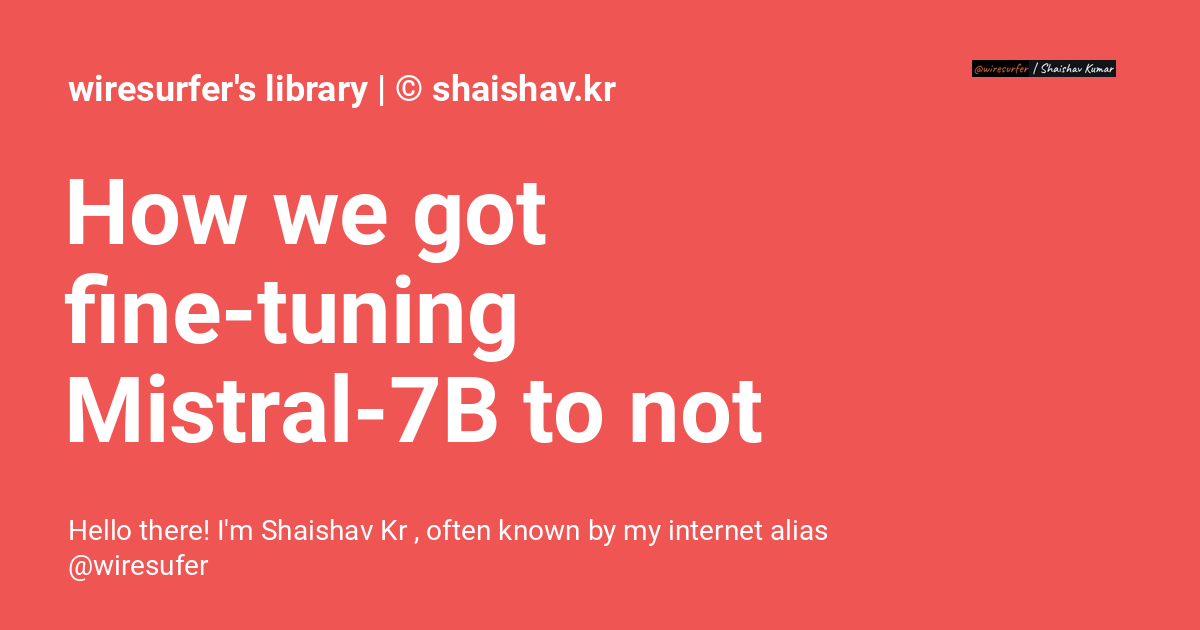 wiresurfer's library | © shaishav.kr
@wiresurfer | Shaishav Kumar
How we got
fine-tuning
Mistral-7B to not
Hello there! I'm Shaishav Kr , often known by my internet alias
@wiresufer